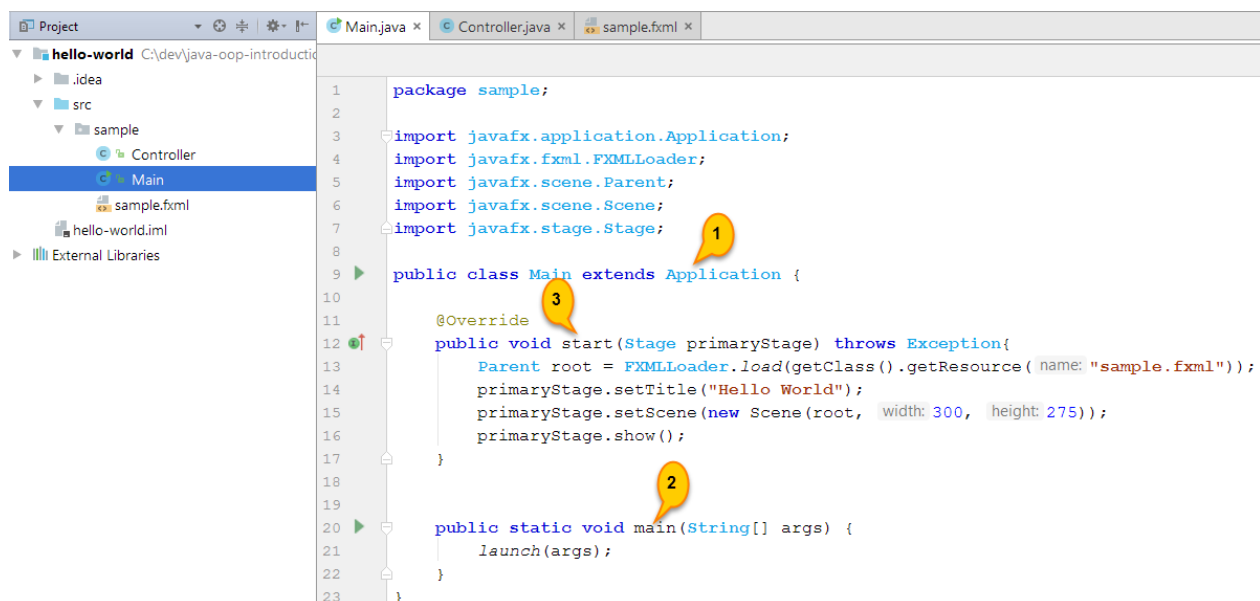 Project
Main.java × Controller.java × sample.fxml ×
hello-world C:\dev\java-oop-introductio
.idea
src
sample
Controller
Main
sample.fxml
hello-world.iml
External Libraries
1 package sample;
2
3 import javafx.application.Application;
4 import javafx.fxml.FXMLLoader;
5 import javafx.scene.Parent;
6 import javafx.scene.Scene;
7 import javafx.stage.Stage;
1
8
9 public class Main extends Application {
10
3
11 @Override
12 public void start(Stage primaryStage) throws Exception{
13 Parent root = FXMLLoader.load(getClass().getResource( name: "sample.fxml"));
14 primaryStage.setTitle("Hello World");
15 primaryStage.setScene(new Scene(root, width: 300, height: 275));
16 primaryStage.show();
17 }
18
2
19
20 public static void main(String[] args) {
21 launch(args);
22 }
23 }